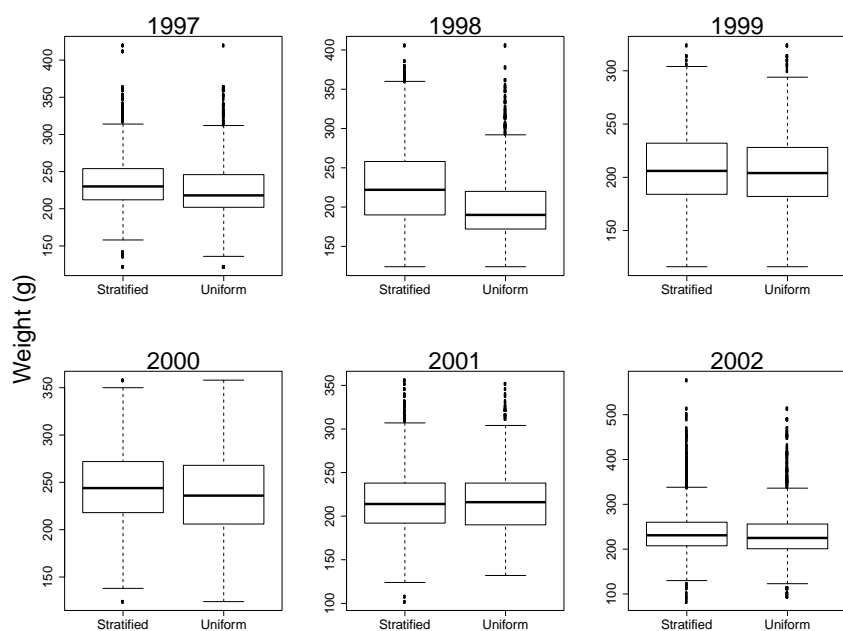 1997
1998
1999
Weight (g)
150 200 250 300 350 400
Stratified Uniform
150 200 250 300 350 400
Stratified Uniform
150 200 250 300
Stratified Uniform
2000
2001
2002
150 200 250 300 350
Stratified Uniform
100 150 200 250 300 350
Stratified Uniform
100 200 300 400 500
Stratified Uniform